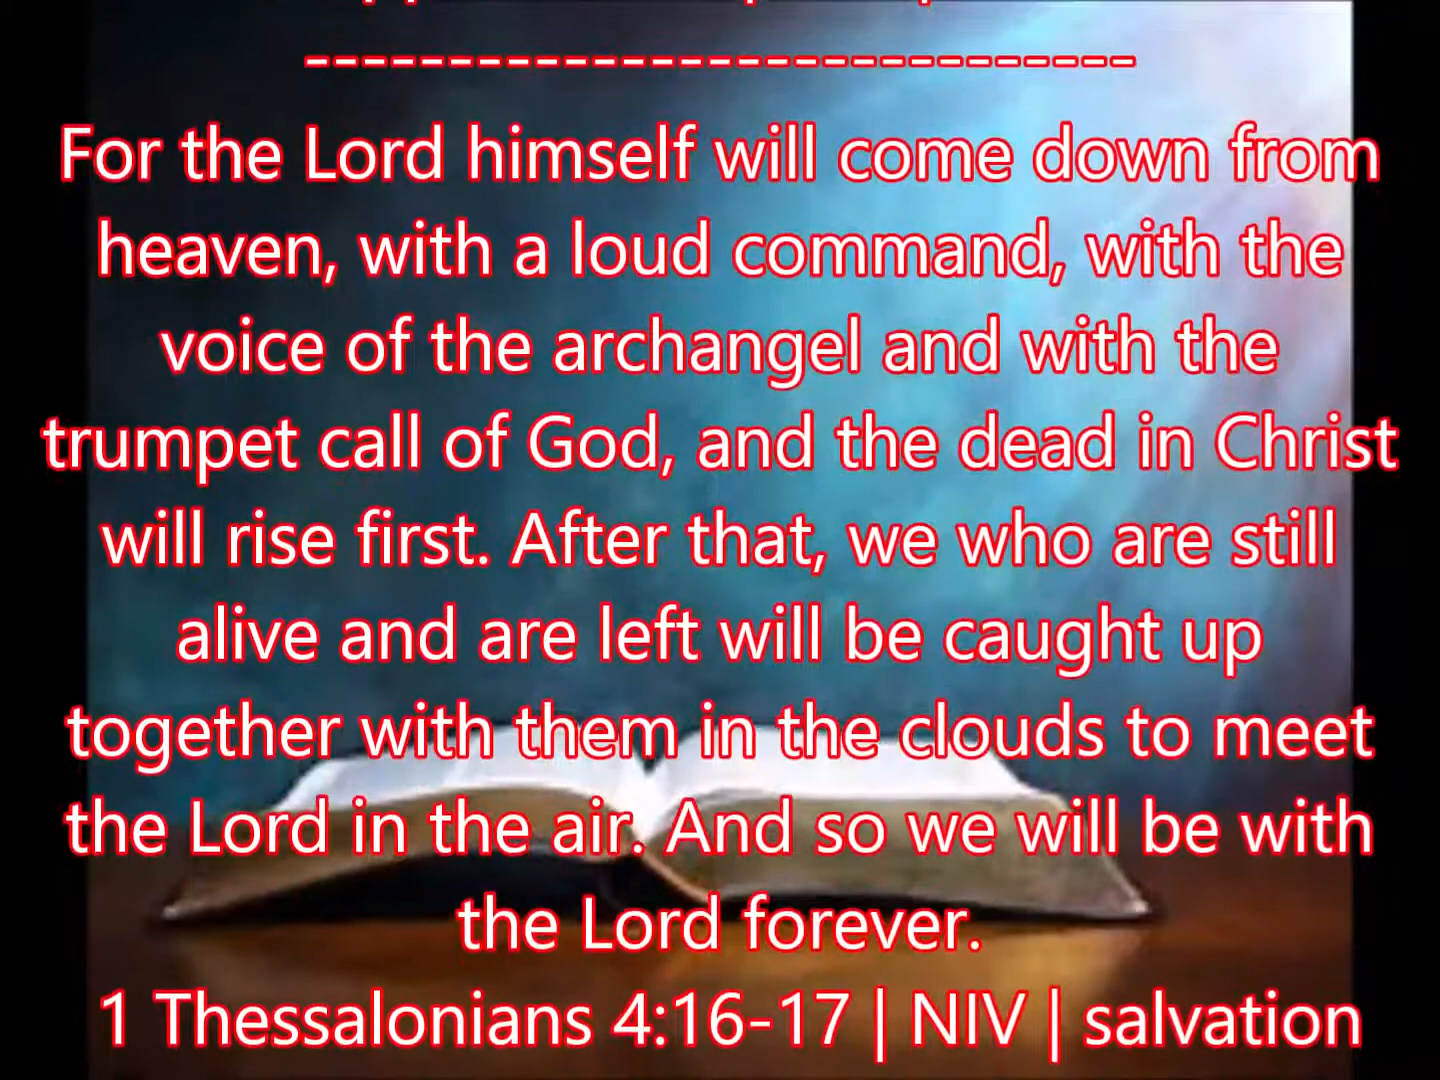 ------------------------------
For the Lord himself will come down from
heaven, with a loud command, with the
voice of the archangel and with the
trumpet call of God, and the dead in Christ
will rise first. After that, we who are still
alive and are left will be caught up
together with them in the clouds to meet
the Lord in the air. And so we will be with
the Lord forever.
1 Thessalonians 4:16-17 | NIV | salvation